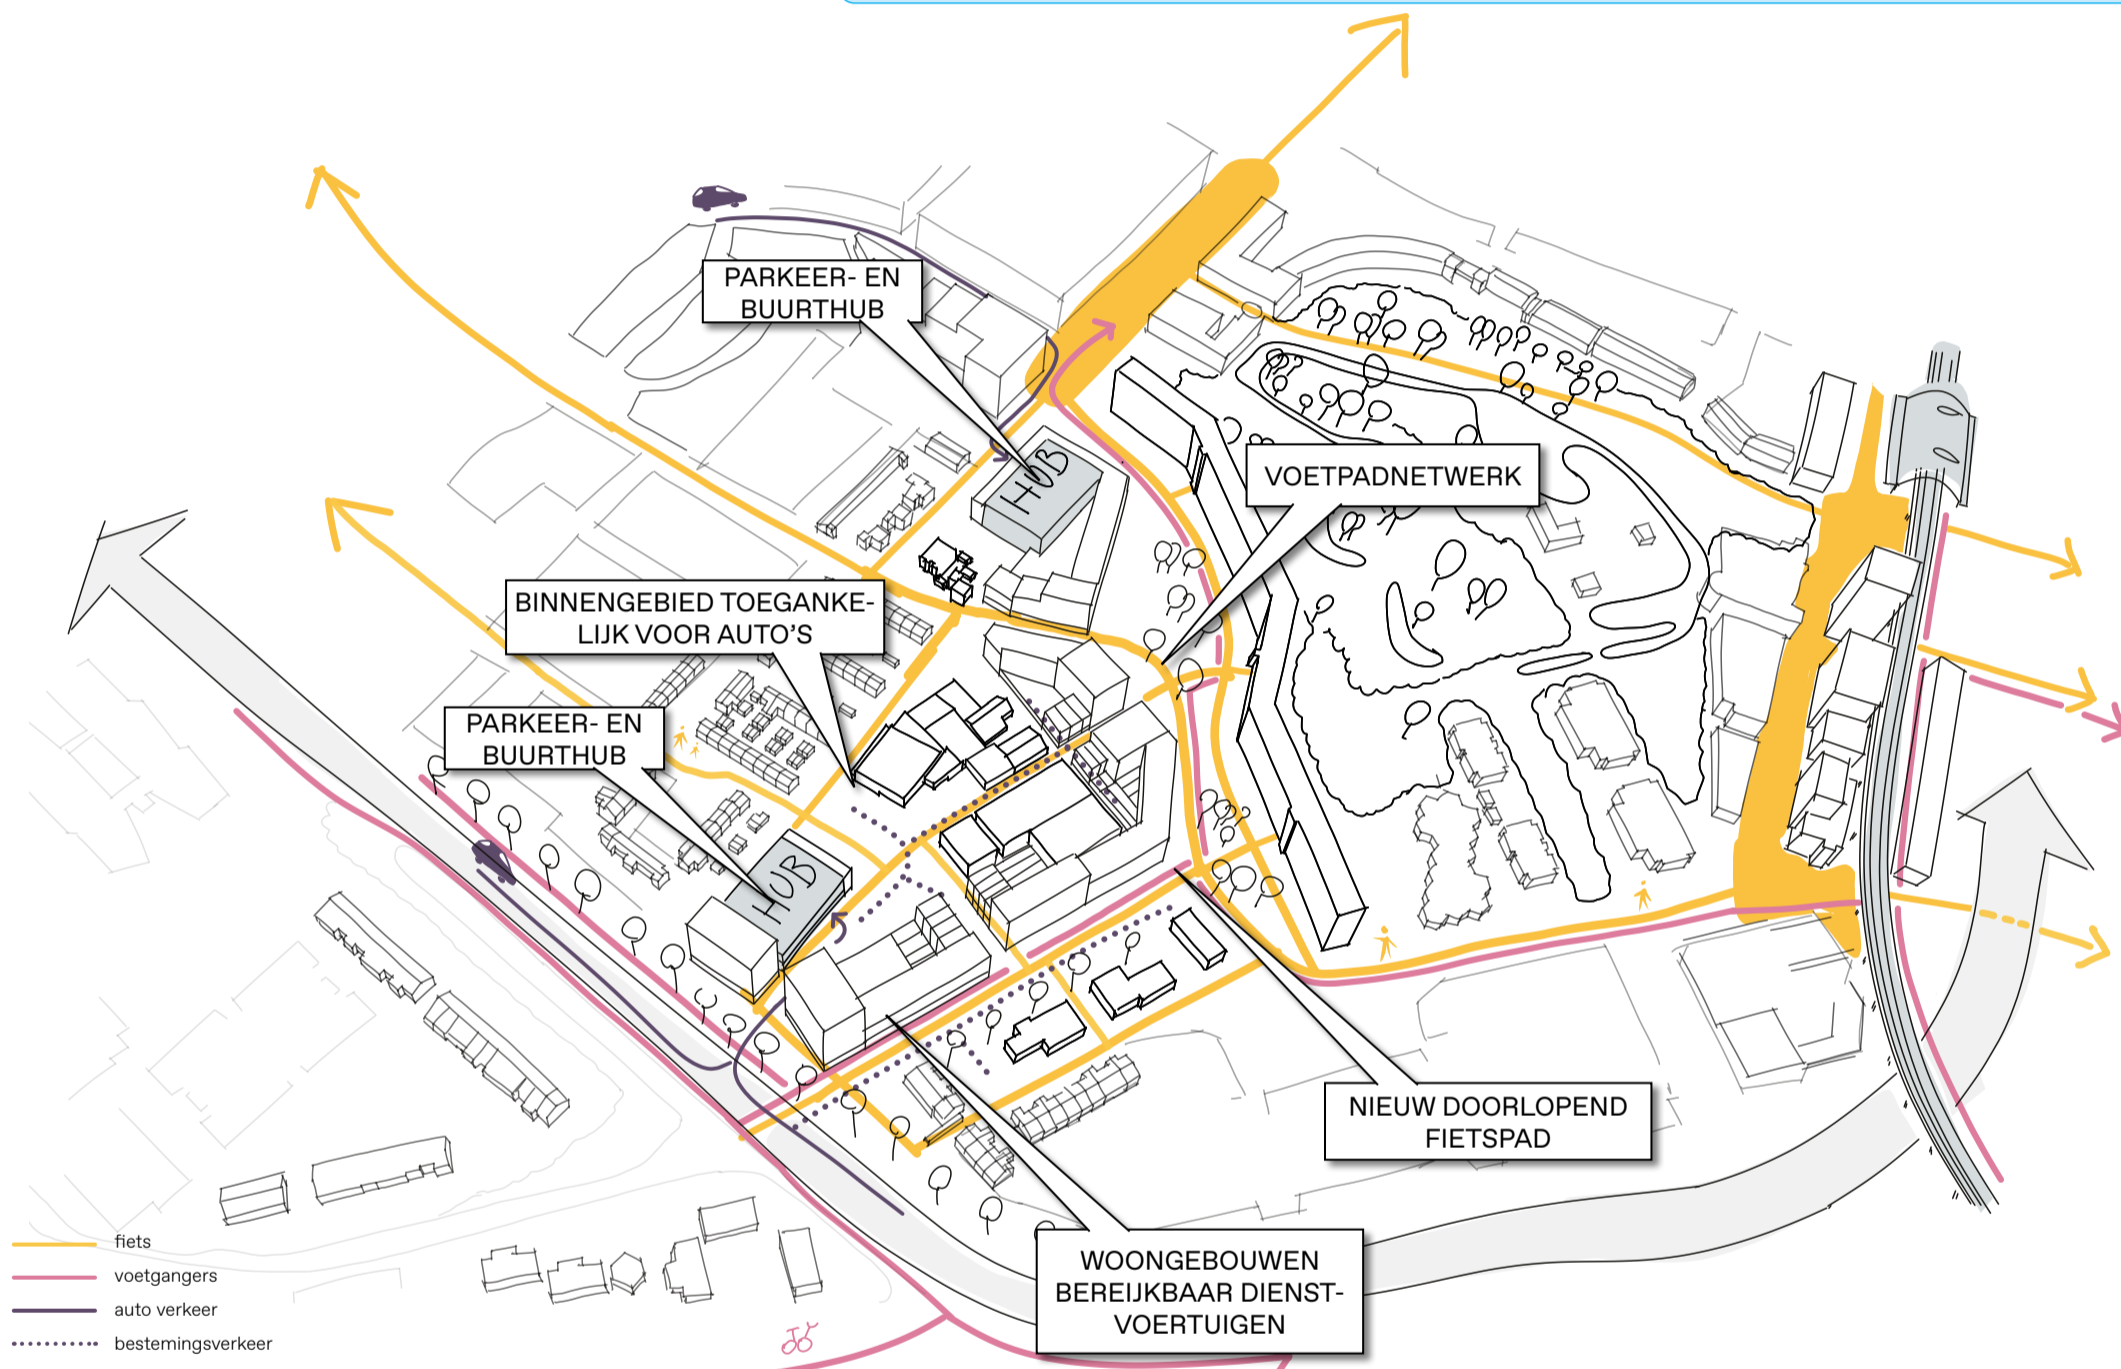 PARKEER- EN
BUURTHUB
HUB
VOETPADNETWERK
BINNENGEBIED TOEGANKE-
LIJK VOOR AUTO'S
PARKEER- EN
BUURTHUB
HUB
NIEUW DOORLOPEND
FIETSPAD
WOONGEBOUWEN
BEREIJKBAAR DIENST-
VOERTUIGEN
fiets
voetgangers
auto verkeer
bestemingsverkeer